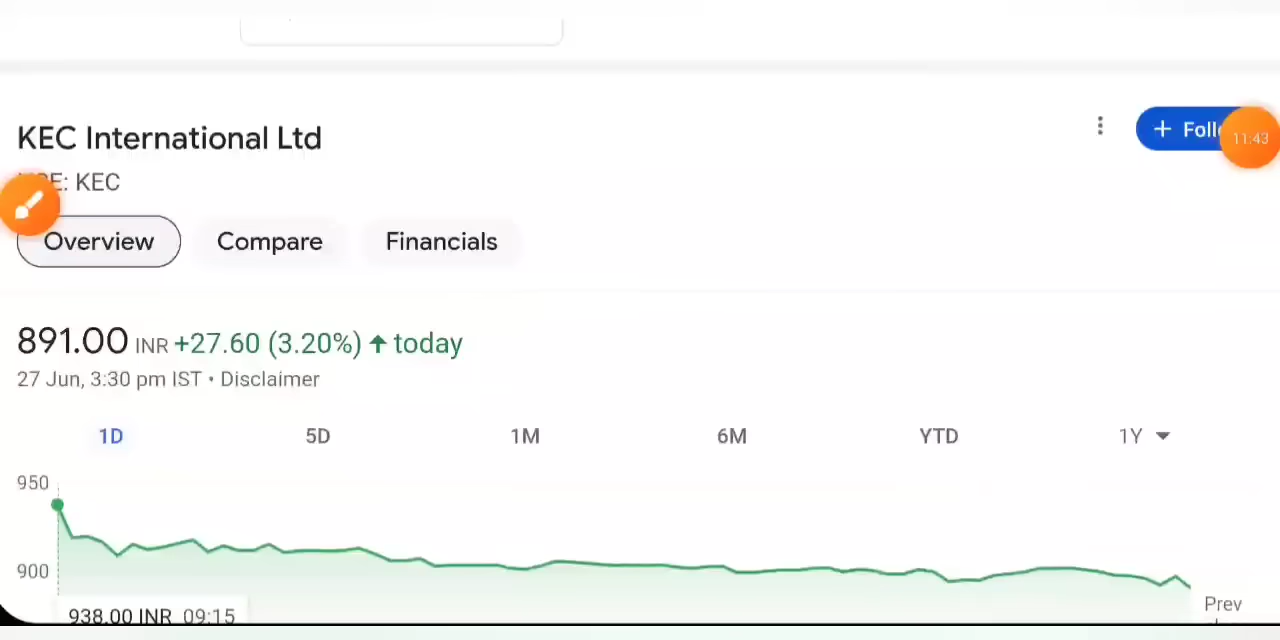 KEC International Ltd
+ Foll
11:43
E: KEC
Overview
Compare
Financials
891.00 INR +27.60 (3.20%) ↑ today
27 Jun, 3:30 pm IST • Disclaimer
1D 5D 1M 6M YTD 1Y
950
900
938.00 INR 09:15
Prev